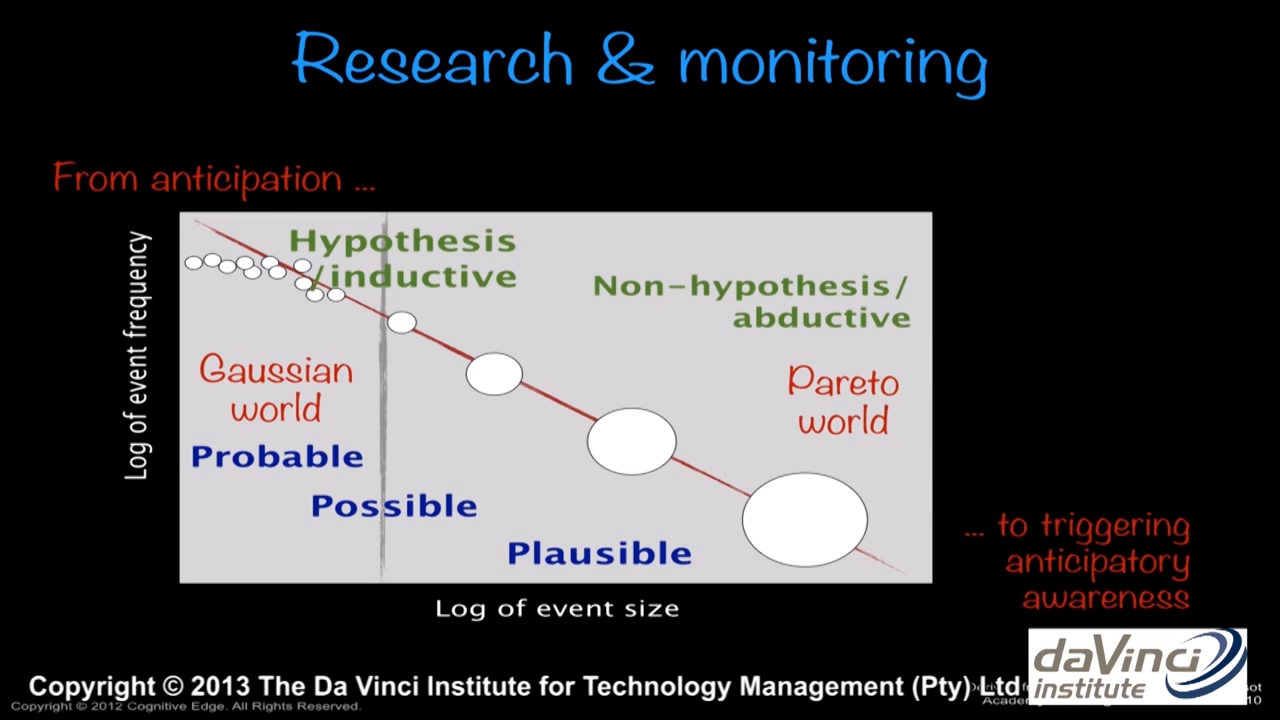 Research & monitoring
From anticipation ...
Log of event frequency
Hypothesis
/inductive
Non-hypothesis/
abductive
Gaussian
world
Pareto
world
Probable
Possible
Plausible
... to triggering
anticipatory
awareness
Log of event size
daVinci
institute
Copyright © 2013 The Da Vinci Institute for Technology Management (Pty) Ltd
Copyright © 2012 Cognitive Edge. All Rights Reserved.